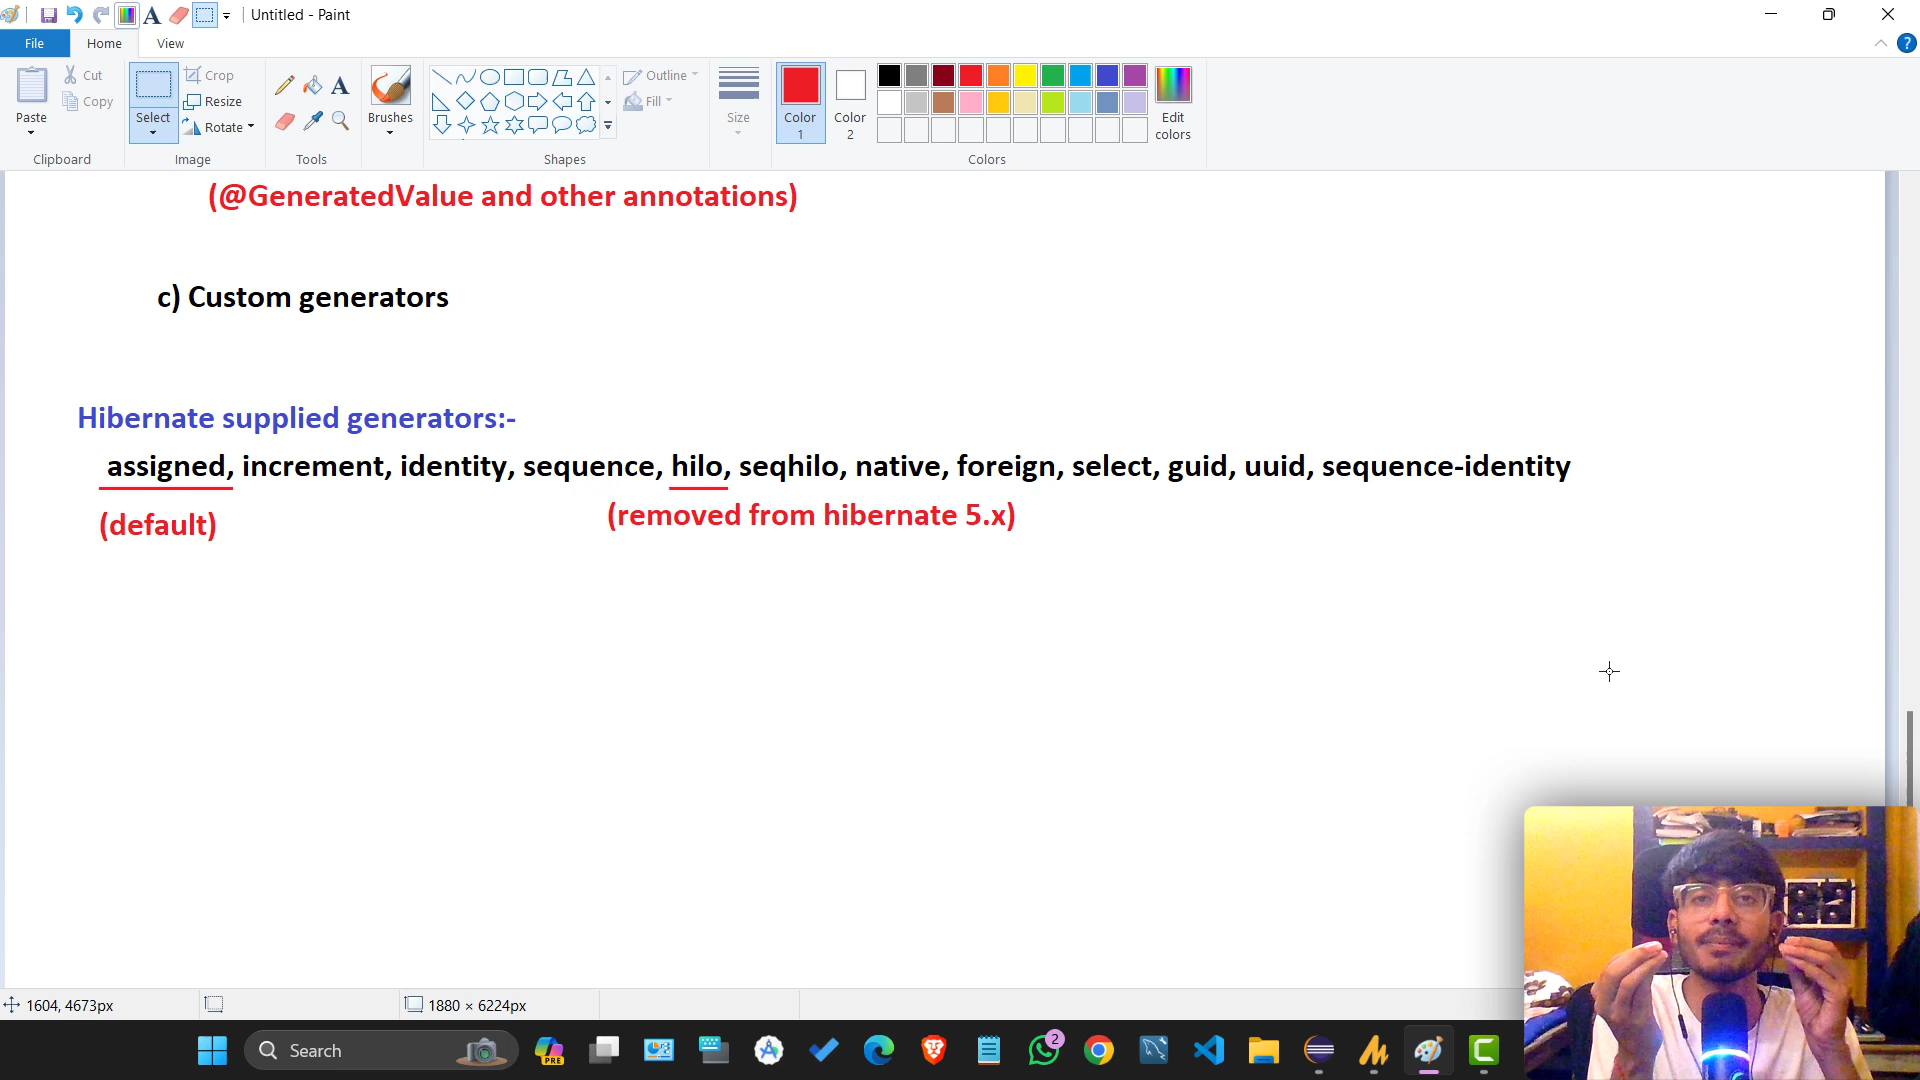 Untitled - Paint
File Home View
Paste
Cut
Copy
Clipboard
Select
Crop
Resize
Rotate
Image
Tools
Brushes
Shapes
Outline
Fill
Size
Color 1
Color 2
Edit colors
Colors
(@GeneratedValue and other annotations)
c) Custom generators
Hibernate supplied generators:-
assigned, increment, identity, sequence, hilo, seqhilo, native, foreign, select, guid, uuid, sequence-identity
(default)
(removed from hibernate 5.x)
1604, 4673px
1880 × 6224px
Search
PRE
2